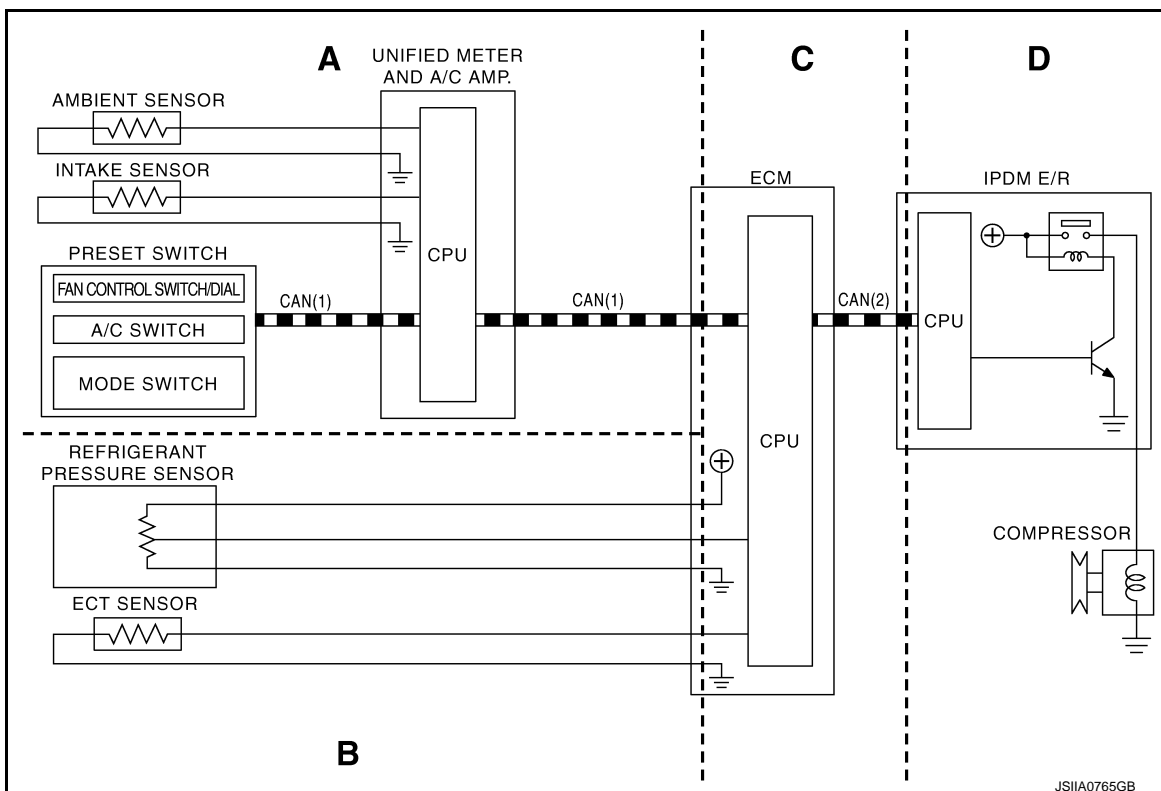 A
UNIFIED METER
AND A/C AMP.
C
D
AMBIENT SENSOR
INTAKE SENSOR
PRESET SWITCH
FAN CONTROL SWITCH/DIAL
A/C SWITCH
MODE SWITCH
CAN(1)
CPU
CAN(1)
ECM
CPU
CAN(2)
IPDM E/R
CPU
COMPRESSOR
REFRIGERANT
PRESSURE SENSOR
ECT SENSOR
B
JSIIA0765GB